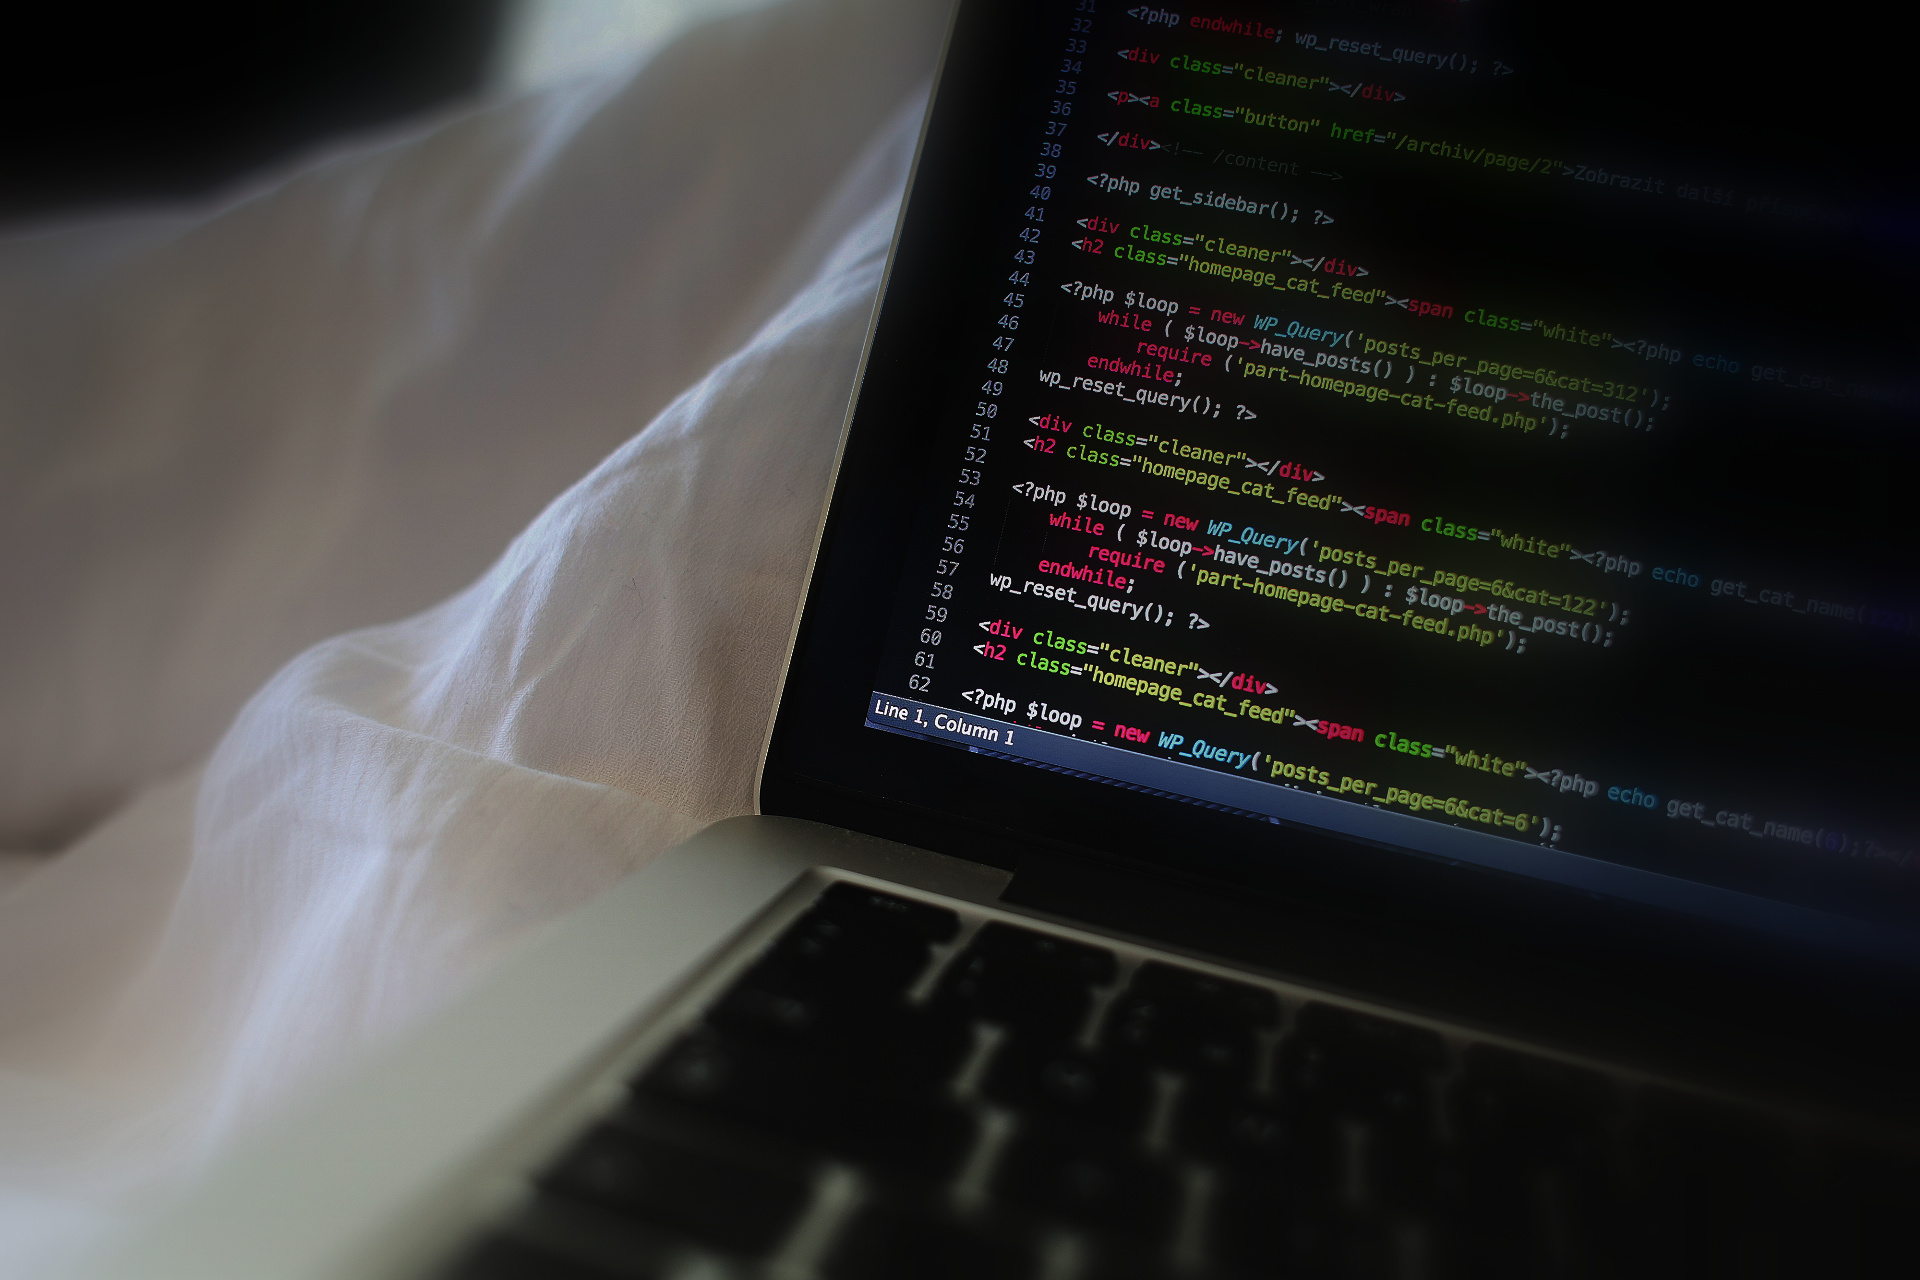 31
32 <?php endwhile; wp_reset_query(); ?>
33
34 <div class="cleaner"></div>
35
36 <p><a class="button" href="/archiv/page/2">Zobrazit další
37
38 </div><!-- /content -->
39
40 <?php get_sidebar(); ?>
41
42 <div class="cleaner"></div>
43 <h2 class="homepage_cat_feed"><span class="white"><?php echo get_cat_name
44
45 <?php $loop = new WP_Query('posts_per_page=6&cat=312');
46 while ( $loop->have_posts() ) : $loop->the_post();
47 require ('part-homepage-cat-feed.php');
48 endwhile;
49 wp_reset_query(); ?>
50
51 <div class="cleaner"></div>
52 <h2 class="homepage_cat_feed"><span class="white"><?php echo get_cat_name(122)
53
54 <?php $loop = new WP_Query('posts_per_page=6&cat=122');
55 while ( $loop->have_posts() ) : $loop->the_post();
56 require ('part-homepage-cat-feed.php');
57 endwhile;
58 wp_reset_query(); ?>
59
60 <div class="cleaner"></div>
61 <h2 class="homepage_cat_feed"><span class="white"><?php echo get_cat_name(6);?></
62
<?php $loop = new WP_Query('posts_per_page=6&cat=6');
Line 1, Column 1